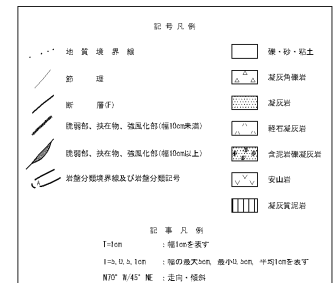 記号凡例
地質境界線
節理
断層(F)
脆弱部、挟在物、強風化部(幅10cm未満)
脆弱部、挟在物、強風化部(幅10cm以上)
岩盤分類境界線及び岩盤分類記号
礫・砂・粘土
凝灰角礫岩
凝灰岩
軽石凝灰岩
含泥岩礫凝灰岩
安山岩
凝灰質泥岩
記事凡例
T=1cm :幅1cmを表す
T=5,0.5,1cm :幅の最大5cm, 最小0.5cm, 平均1cmを表す
N70° W/45° NE :走向・傾斜